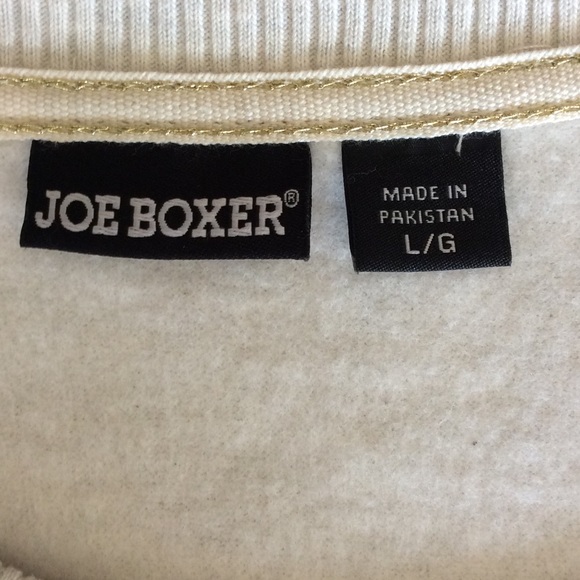 JOE BOXER®
MADE IN
PAKISTAN
L/G